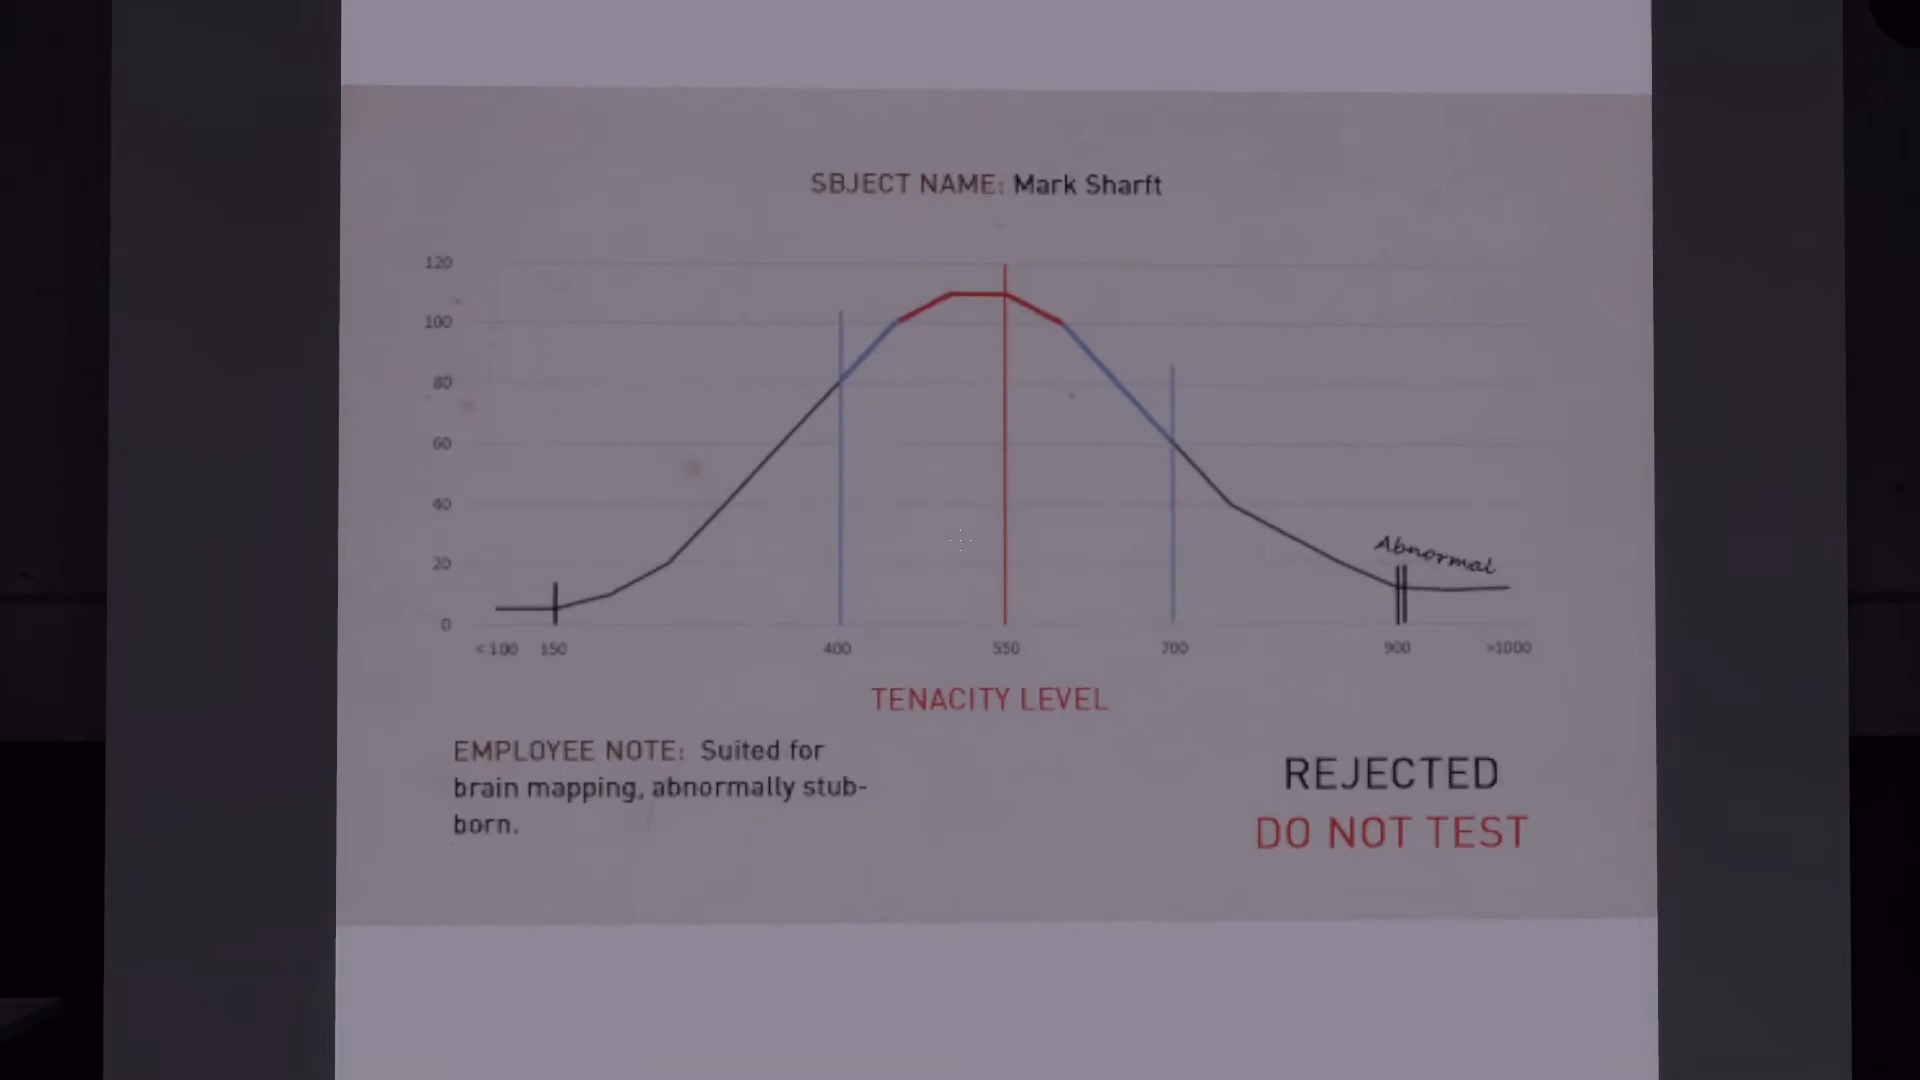 SBJECT NAME: Mark Sharft
120
100
80
60
40
20
0
Abnormal
<100 150 400 550 700 900 >1000
TENACITY LEVEL
EMPLOYEE NOTE: Suited for
brain mapping, abnormally stub-
born.
REJECTED
DO NOT TEST